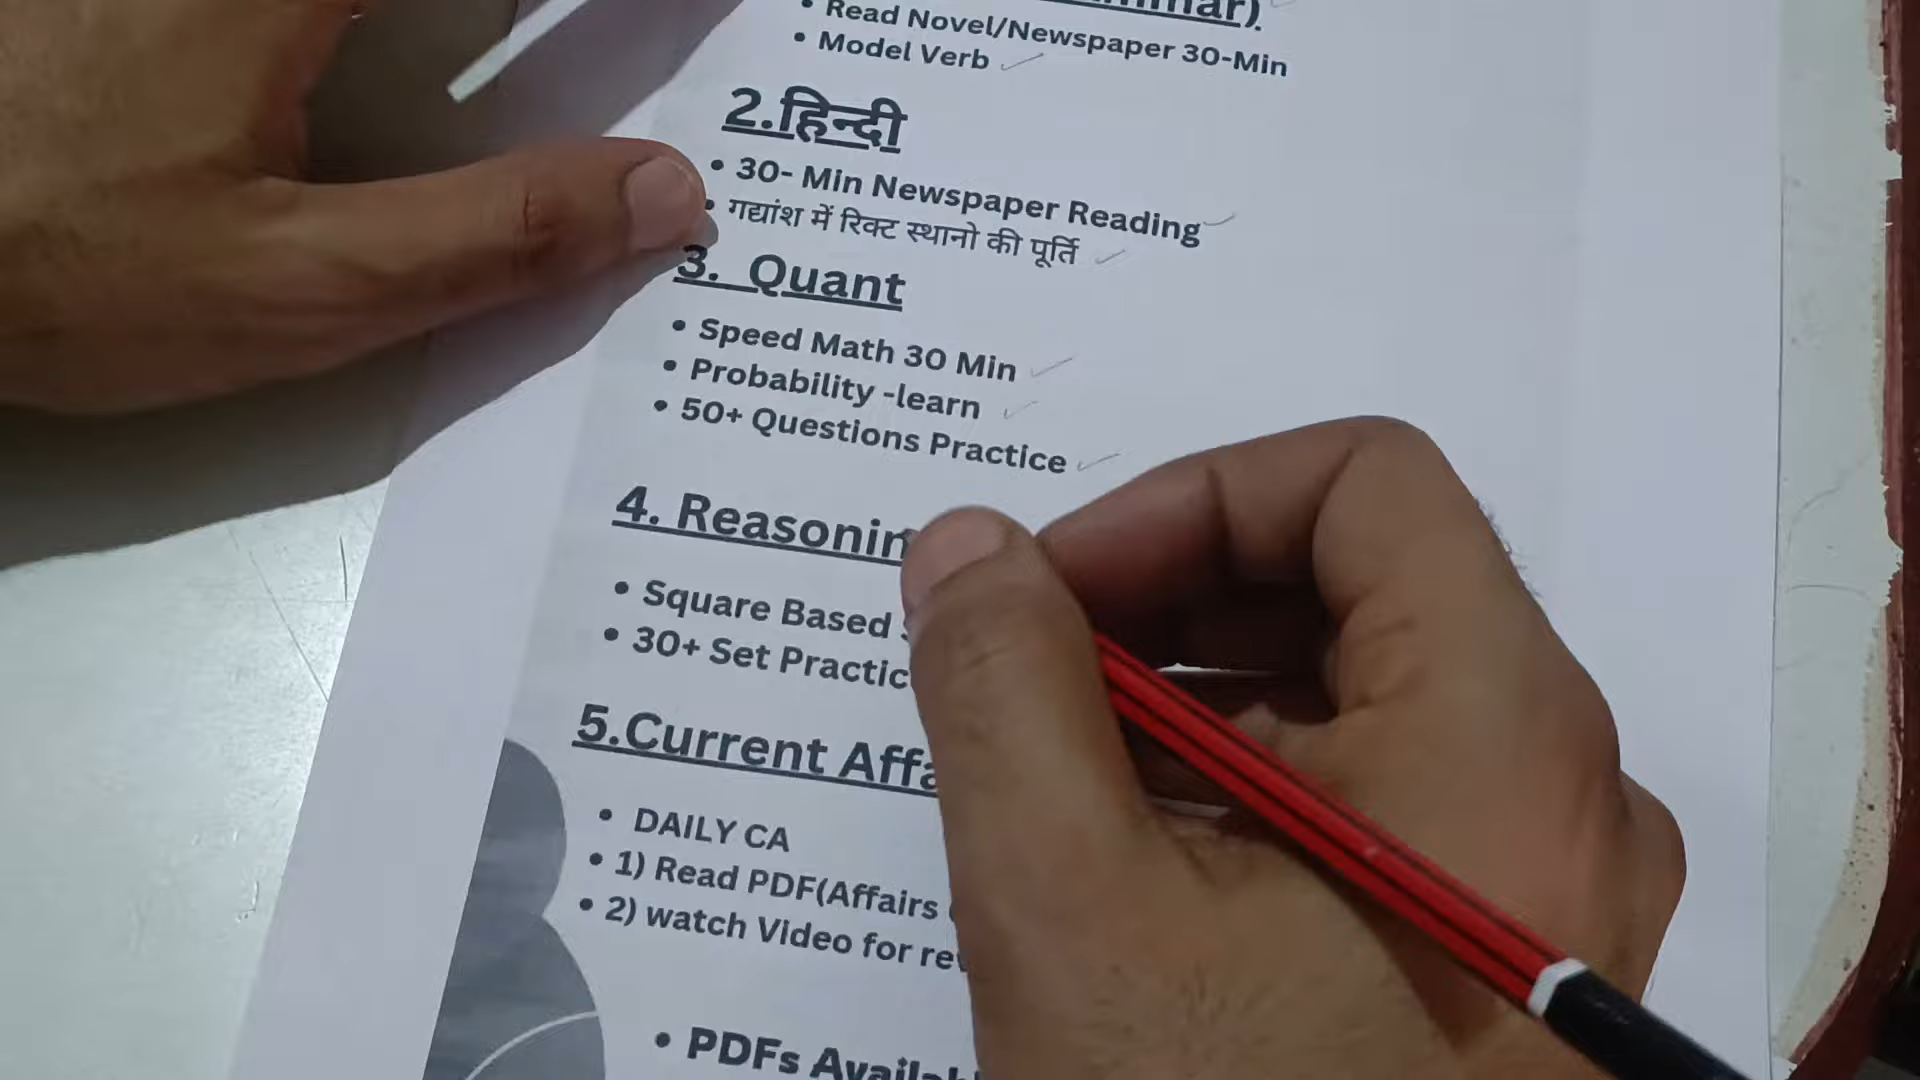 • Read Novel/Newspaper 30-Min
• Model Verb
2.हिन्दी
• 30- Min Newspaper Reading
• गद्यांश में रिक्ट स्थानो की पूर्ति
3. Quant
• Speed Math 30 Min
• Probability -learn
• 50+ Questions Practice
4. Reasonin
• Square Based
• 30+ Set Practic
5.Current Affa
• DAILY CA
• 1) Read PDF(Affairs
• 2) watch Video for re
• PDFs Availab